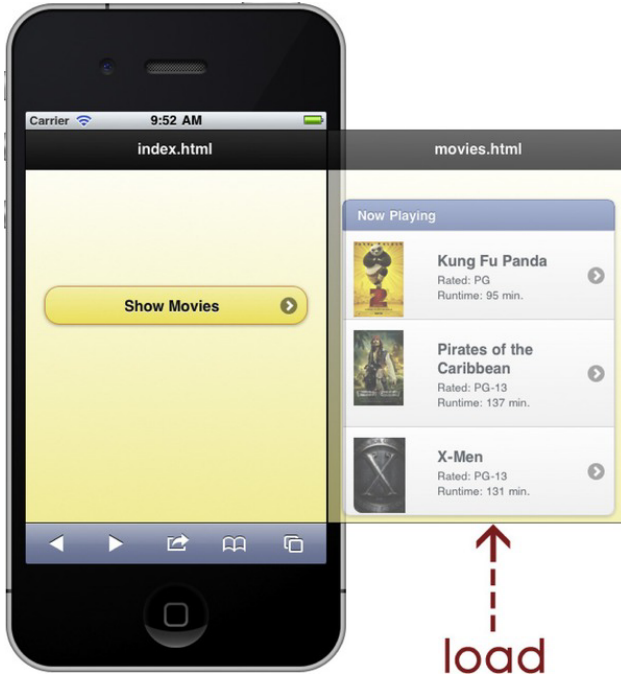 Carrier 9:52 AM
index.html
Show Movies
movies.html
Now Playing
Kung Fu Panda
Rated: PG
Runtime: 95 min.
2
Pirates of the
Caribbean
Rated: PG-13
Runtime: 137 min.
X-Men
Rated: PG-13
Runtime: 131 min.
load